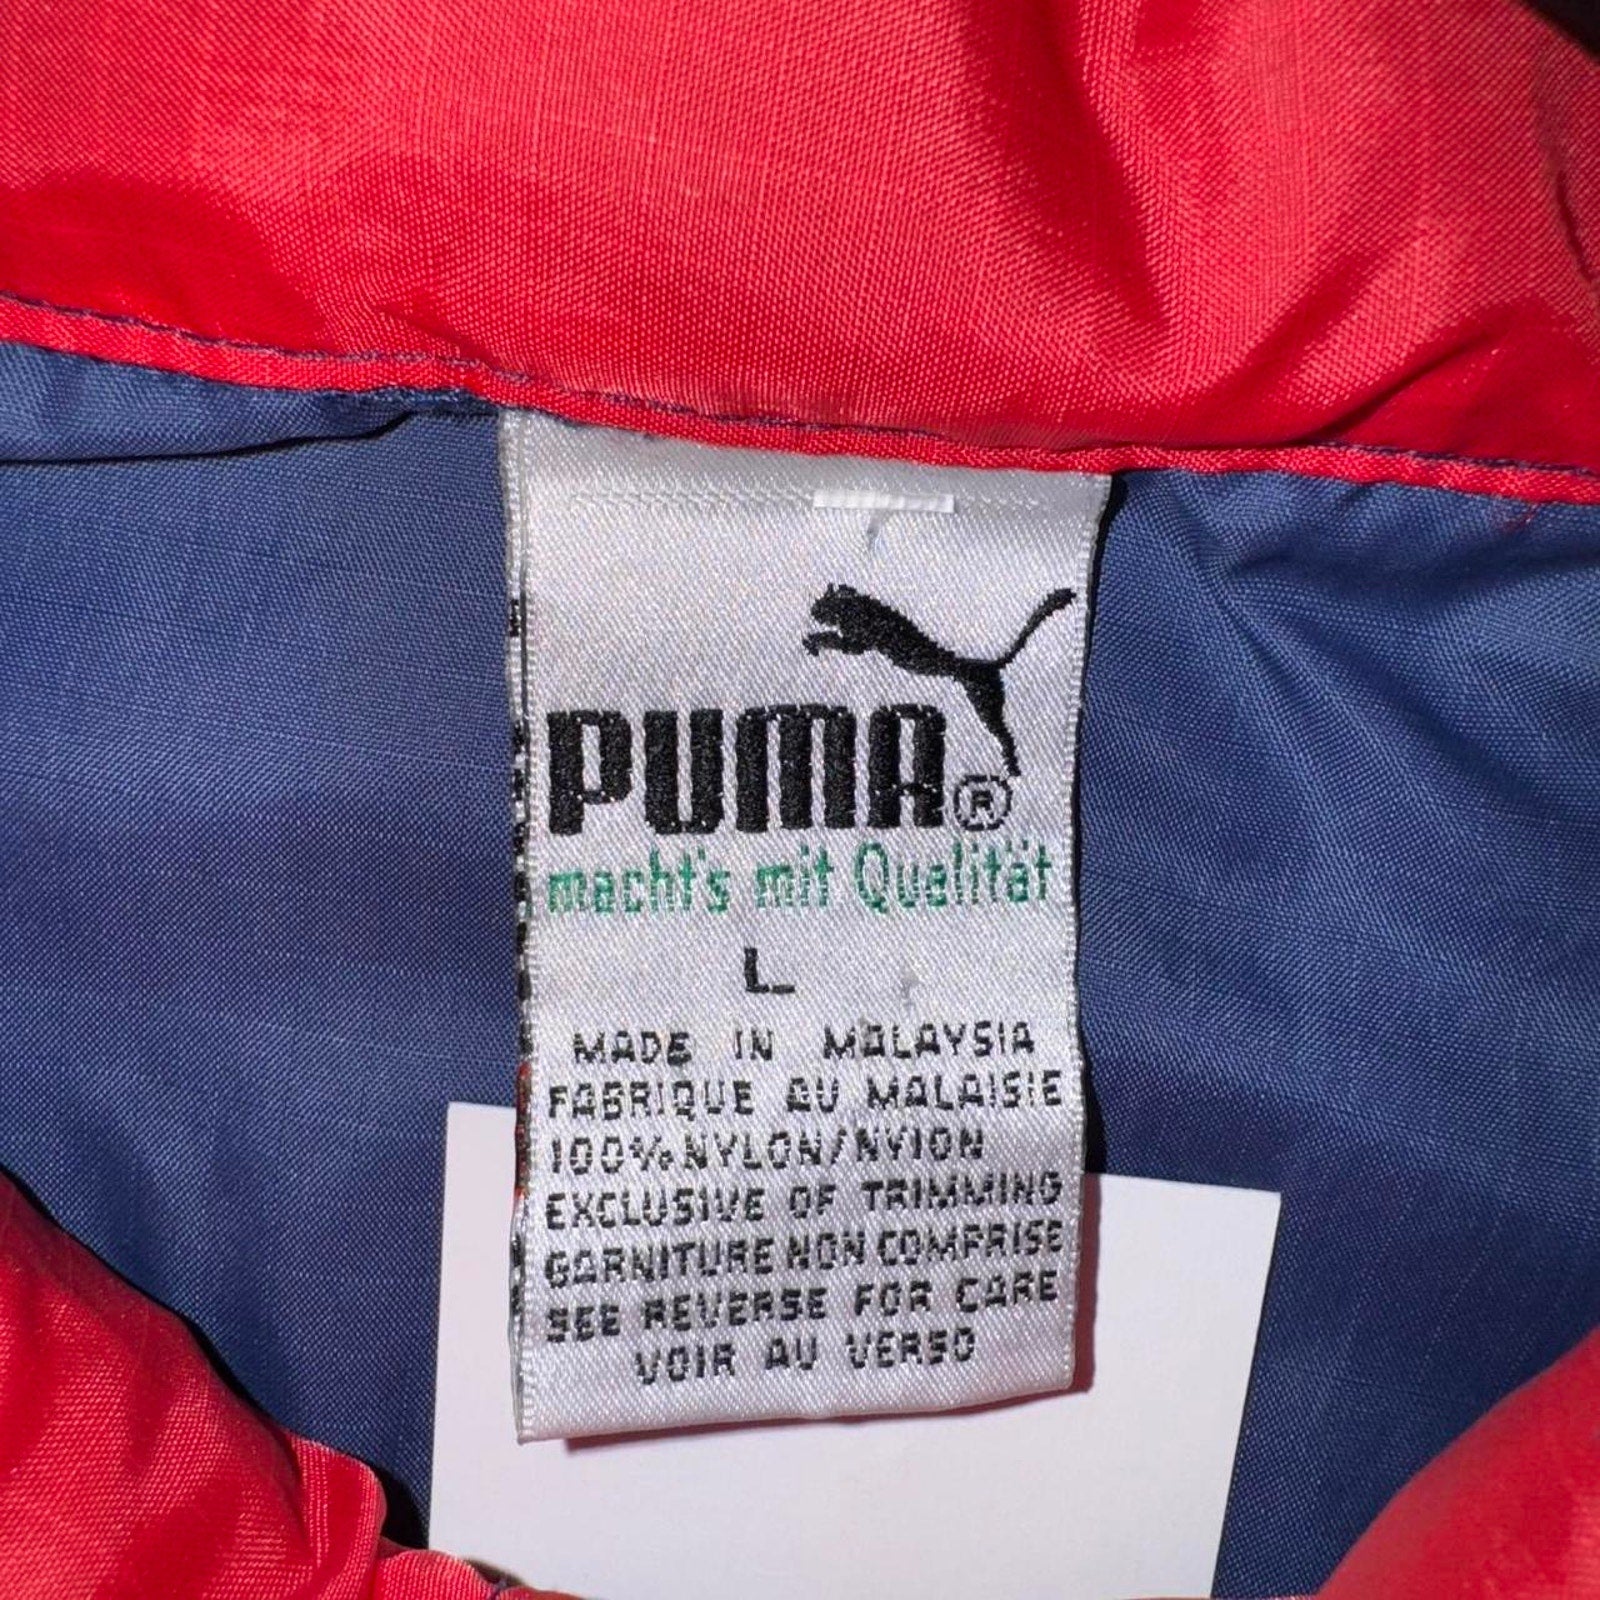 PUMA®
macht's mit Qualität
L
MADE IN MALAYSIA
FABRIQUE AU MALAISIE
100% NYLON/NYION
EXCLUSIVE OF TRIMMING
GARNITURE NON COMPRISE
SEE REVERSE FOR CARE
VOIR AU VERSO